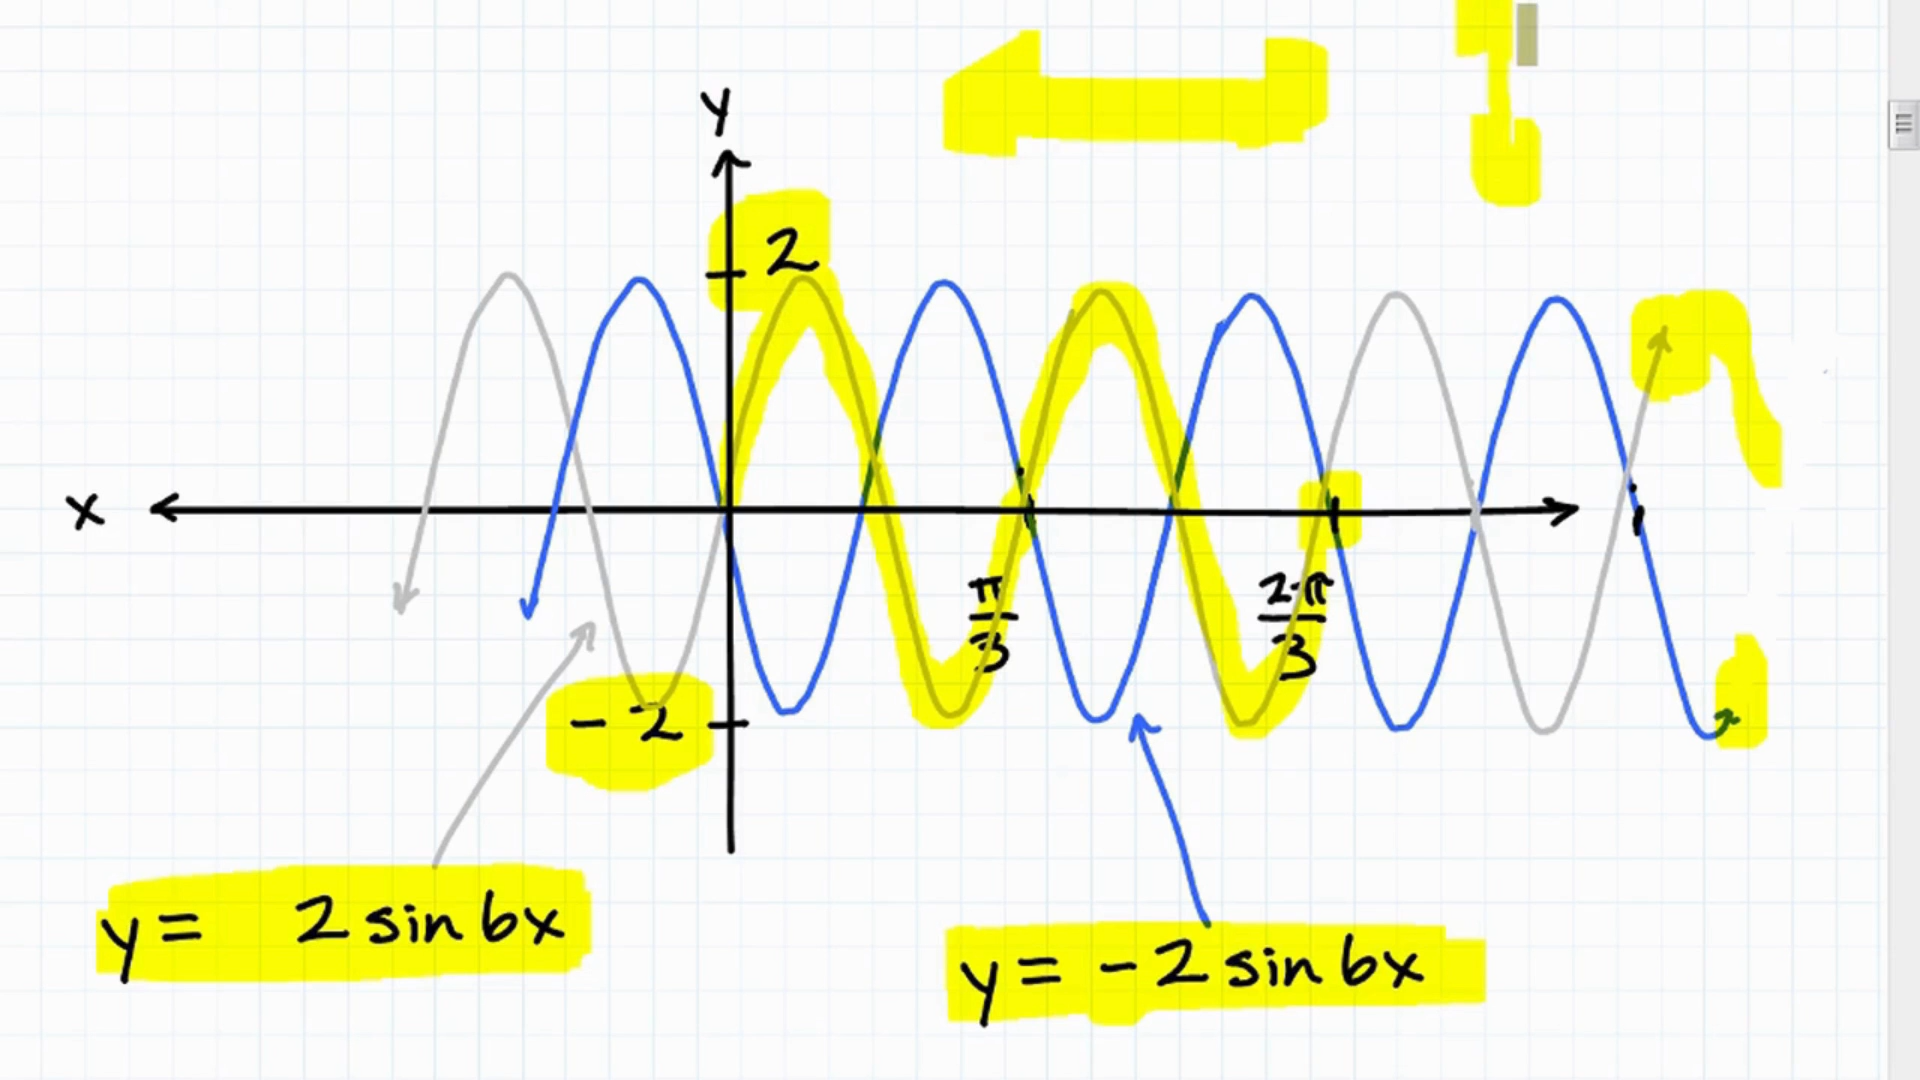 y
2
x
π/3
2π/3
-2
y = 2 sin 6x
y = -2 sin 6x